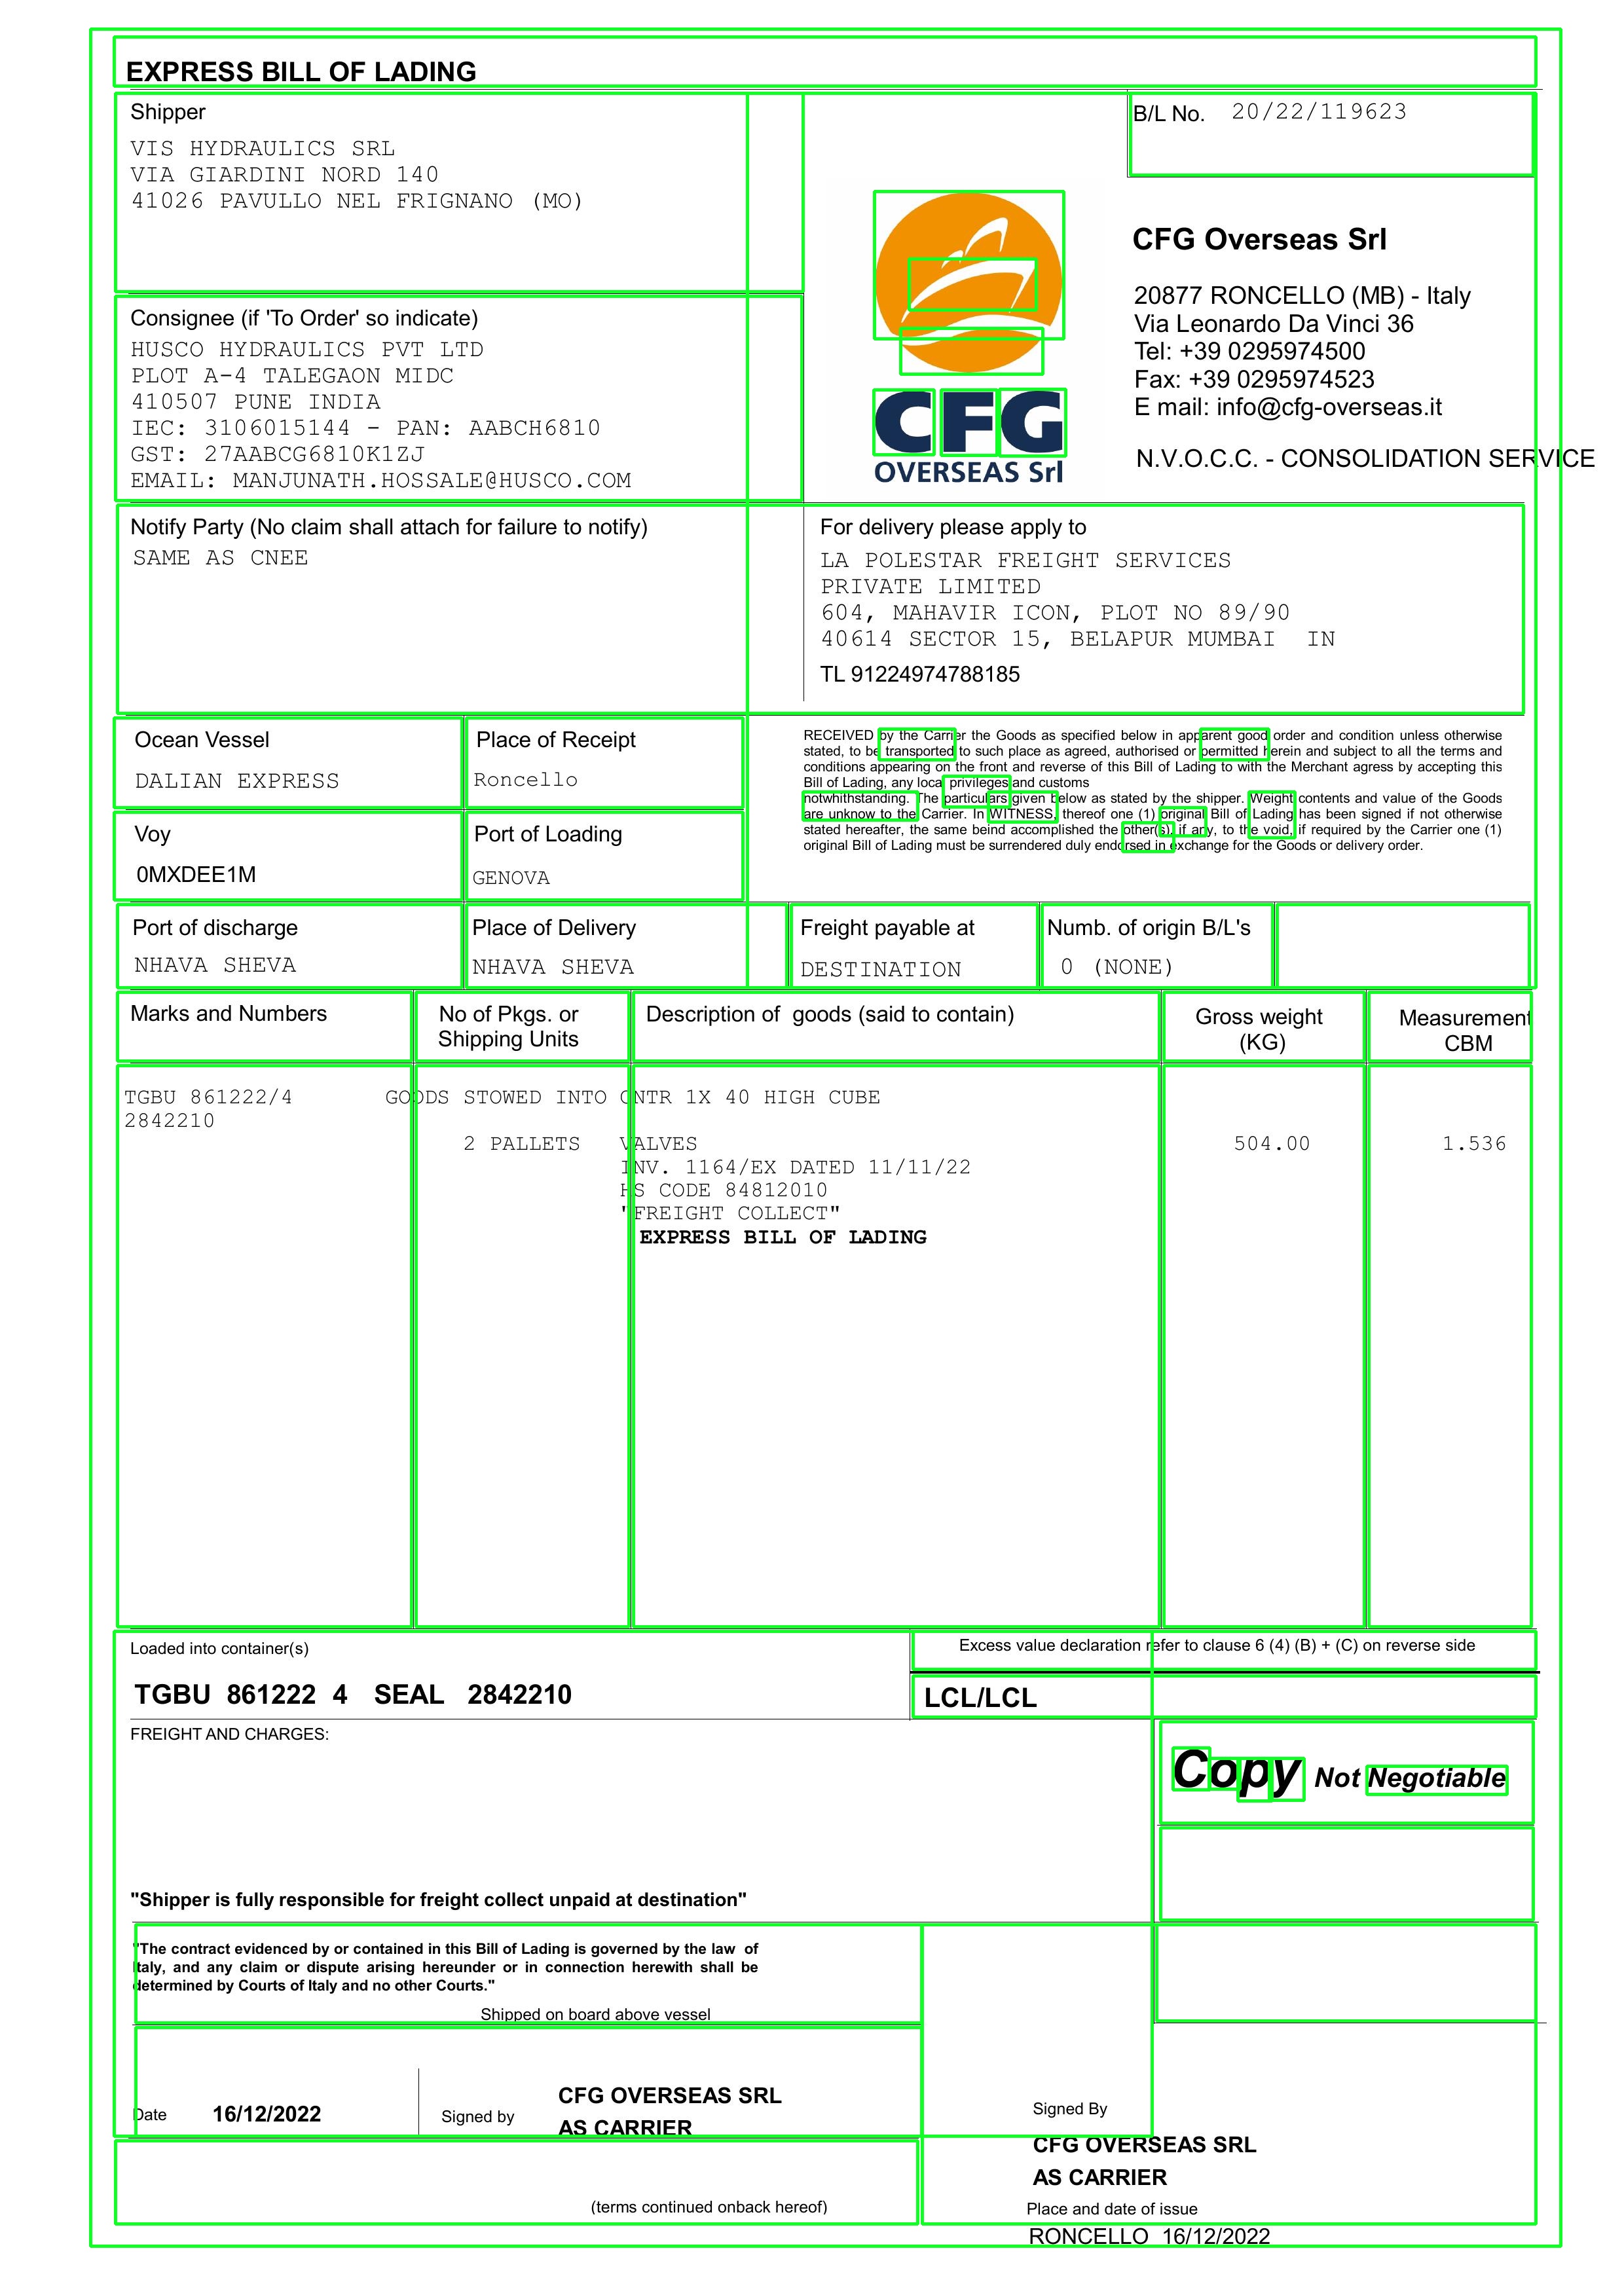 EXPRESS BILL OF LADING
Shipper
VIS HYDRAULICS SRL
VIA GIARDINI NORD 140
41026 PAVULLO NEL FRIGNANO (MO)
B/L No. 20/22/119623
CFG
OVERSEAS Srl
CFG Overseas Srl
20877 RONCELLO (MB) - Italy
Via Leonardo Da Vinci 36
Tel: +39 0295974500
Fax: +39 0295974523
E mail: info@cfg-overseas.it
N.V.O.C.C. - CONSOLIDATION SERVICE
Consignee (if 'To Order' so indicate)
HUSCO HYDRAULICS PVT LTD
PLOT A-4 TALEGAON MIDC
410507 PUNE INDIA
IEC: 3106015144 - PAN: AABCH6810
GST: 27AABCG6810K1ZJ
EMAIL: MANJUNATH.HOSSALE@HUSCO.COM
Notify Party (No claim shall attach for failure to notify)
SAME AS CNEE
For delivery please apply to
LA POLESTAR FREIGHT SERVICES
PRIVATE LIMITED
604, MAHAVIR ICON, PLOT NO 89/90
40614 SECTOR 15, BELAPUR MUMBAI IN
TL 91224974788185
Ocean Vessel
DALIAN EXPRESS
Place of Receipt
Roncello
Voy
0MXDEE1M
Port of Loading
GENOVA
RECEIVED by the Carrier the Goods as specified below in apparent good order and condition unless otherwise
stated, to be transported to such place as agreed, authorised or permitted herein and subject to all the terms and
conditions appearing on the front and reverse of this Bill of Lading to with the Merchant agress by accepting this
Bill of Lading, any local privileges and customs
notwhithstanding. The particulars given below as stated by the shipper. Weight contents and value of the Goods
are unknow to the Carrier. In WITNESS, thereof one (1) original Bill of Lading has been signed if not otherwise
stated hereafter, the same beind accomplished the other(s), if any, to the void, if required by the Carrier one (1)
original Bill of Lading must be surrendered duly endorsed in exchange for the Goods or delivery order.
Port of discharge
NHAVA SHEVA
Place of Delivery
NHAVA SHEVA
Freight payable at
DESTINATION
Numb. of origin B/L's
0 (NONE)
Marks and Numbers
No of Pkgs. or
Shipping Units
Description of goods (said to contain)
Gross weight
(KG)
Measurement
CBM
TGBU 861222/4 GOODS STOWED INTO CNTR 1X 40 HIGH CUBE
2842210
2 PALLETS VALVES 504.00 1.536
INV. 1164/EX DATED 11/11/22
HS CODE 84812010
"FREIGHT COLLECT"
EXPRESS BILL OF LADING
Loaded into container(s)
TGBU 861222 4 SEAL 2842210
Excess value declaration refer to clause 6 (4) (B) + (C) on reverse side
LCL/LCL
FREIGHT AND CHARGES:
Copy Not Negotiable
"Shipper is fully responsible for freight collect unpaid at destination"
"The contract evidenced by or contained in this Bill of Lading is governed by the law of
Italy, and any claim or dispute arising hereunder or in connection herewith shall be
determined by Courts of Italy and no other Courts."
Shipped on board above vessel
Date 16/12/2022
Signed by
CFG OVERSEAS SRL
AS CARRIER
Signed By
CFG OVERSEAS SRL
AS CARRIER
(terms continued onback hereof)
Place and date of issue
RONCELLO 16/12/2022